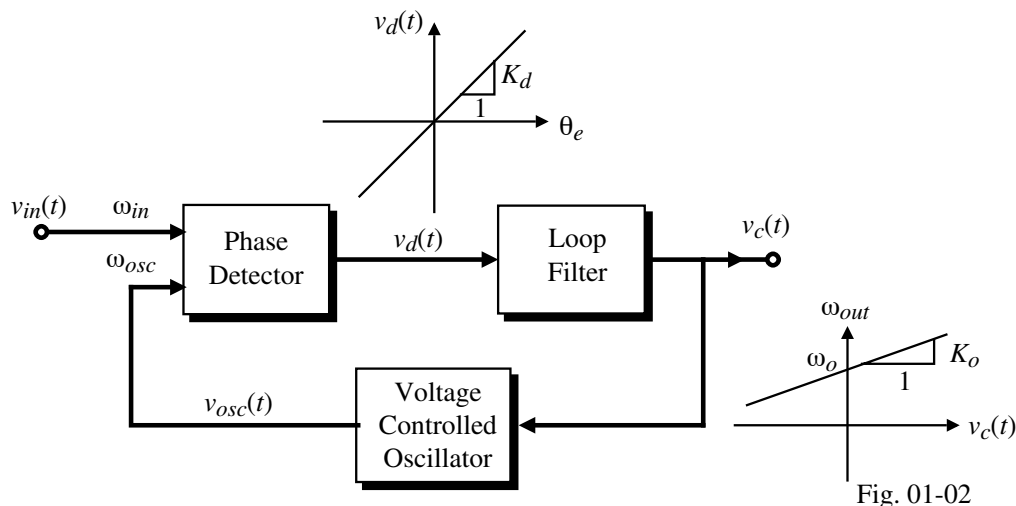 v_d(t)
K_d
1
θ_e
v_in(t)
ω_in
ω_osc
Phase
Detector
v_d(t)
Loop
Filter
v_c(t)
v_osc(t)
Voltage
Controlled
Oscillator
ω_out
ω_o
K_o
1
v_c(t)
Fig. 01-02